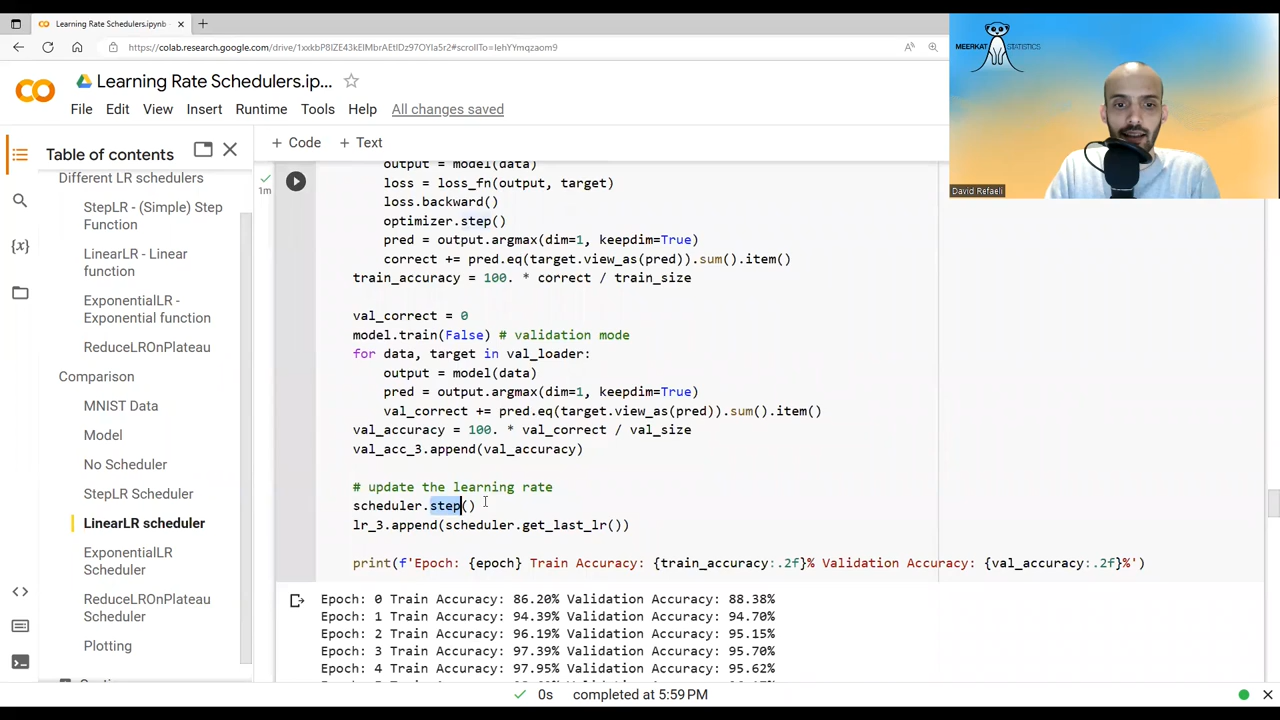 Learning Rate Schedulers.ipynb
https://colab.research.google.com/drive/1xxkbP8IZE43kElMbrAEtIDz97OYIa5r2#scrollTo=IehYYmqzaom9
MEERKAT
STATISTICS
David Refaeli
Learning Rate Schedulers.ip...
File Edit View Insert Runtime Tools Help All changes saved
Table of contents
+ Code + Text
Different LR schedulers
StepLR - (Simple) Step
Function
LinearLR - Linear
function
ExponentialLR -
Exponential function
ReduceLROnPlateau
Comparison
MNIST Data
Model
No Scheduler
StepLR Scheduler
LinearLR scheduler
ExponentialLR
Scheduler
ReduceLROnPlateau
Scheduler
Plotting
1m
output = model(data)
loss = loss_fn(output, target)
loss.backward()
optimizer.step()
pred = output.argmax(dim=1, keepdim=True)
correct += pred.eq(target.view_as(pred)).sum().item()
train_accuracy = 100. * correct / train_size
val_correct = 0
model.train(False) # validation mode
for data, target in val_loader:
output = model(data)
pred = output.argmax(dim=1, keepdim=True)
val_correct += pred.eq(target.view_as(pred)).sum().item()
val_accuracy = 100. * val_correct / val_size
val_acc_3.append(val_accuracy)
# update the learning rate
scheduler.step()
lr_3.append(scheduler.get_last_lr())
print(f'Epoch: {epoch} Train Accuracy: {train_accuracy:.2f}% Validation Accuracy: {val_accuracy:.2f}%')
Epoch: 0 Train Accuracy: 86.20% Validation Accuracy: 88.38%
Epoch: 1 Train Accuracy: 94.39% Validation Accuracy: 94.70%
Epoch: 2 Train Accuracy: 96.19% Validation Accuracy: 95.15%
Epoch: 3 Train Accuracy: 97.39% Validation Accuracy: 95.70%
Epoch: 4 Train Accuracy: 97.95% Validation Accuracy: 95.62%
0s completed at 5:59 PM